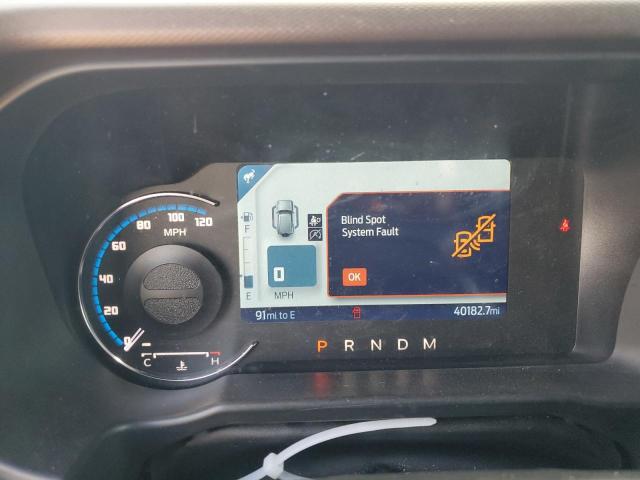 80 100 120
60
MPH
40
20
0
C H
F
E
0
MPH
Blind Spot
System Fault
OK
91mi to E
40182.7mi
P R N D M